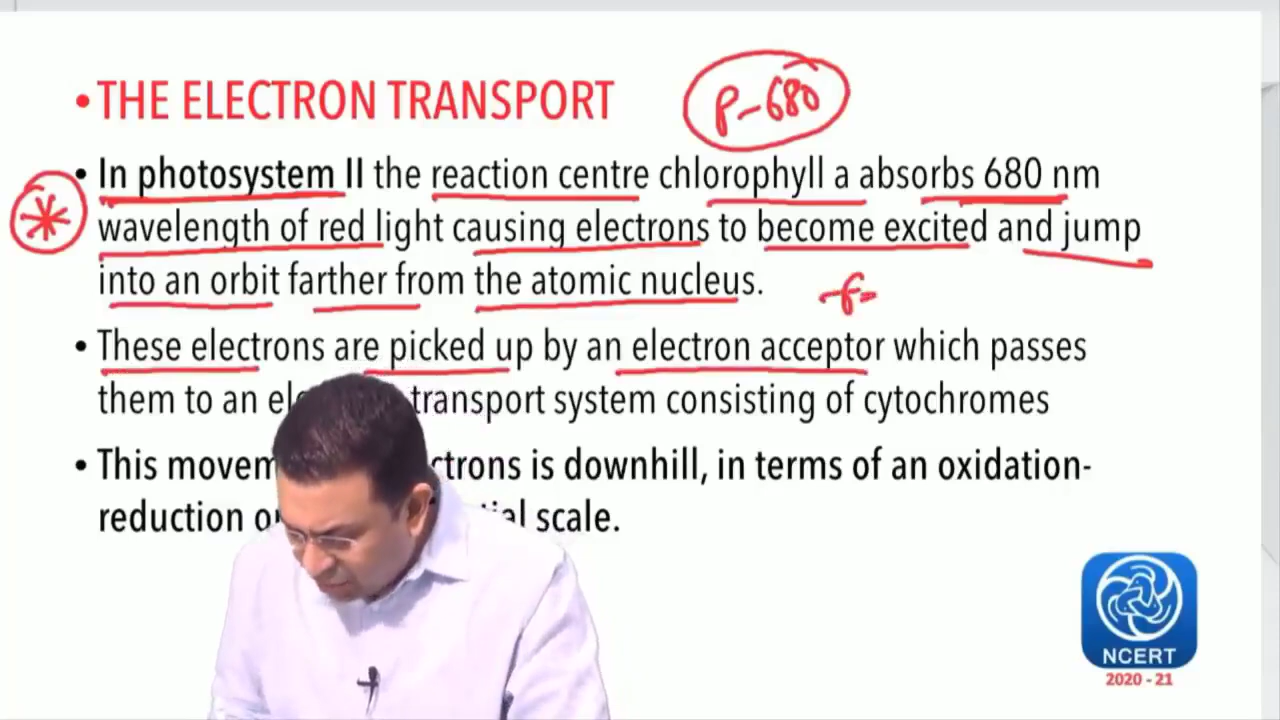 • THE ELECTRON TRANSPORT
P-680
• In photosystem II the reaction centre chlorophyll a absorbs 680 nm
wavelength of red light causing electrons to become excited and jump
into an orbit farther from the atomic nucleus.
• These electrons are picked up by an electron acceptor which passes
them to an transport system consisting of cytochromes
• This is downhill, in terms of an oxidation-
reduction scale.
NCERT
2020 - 21